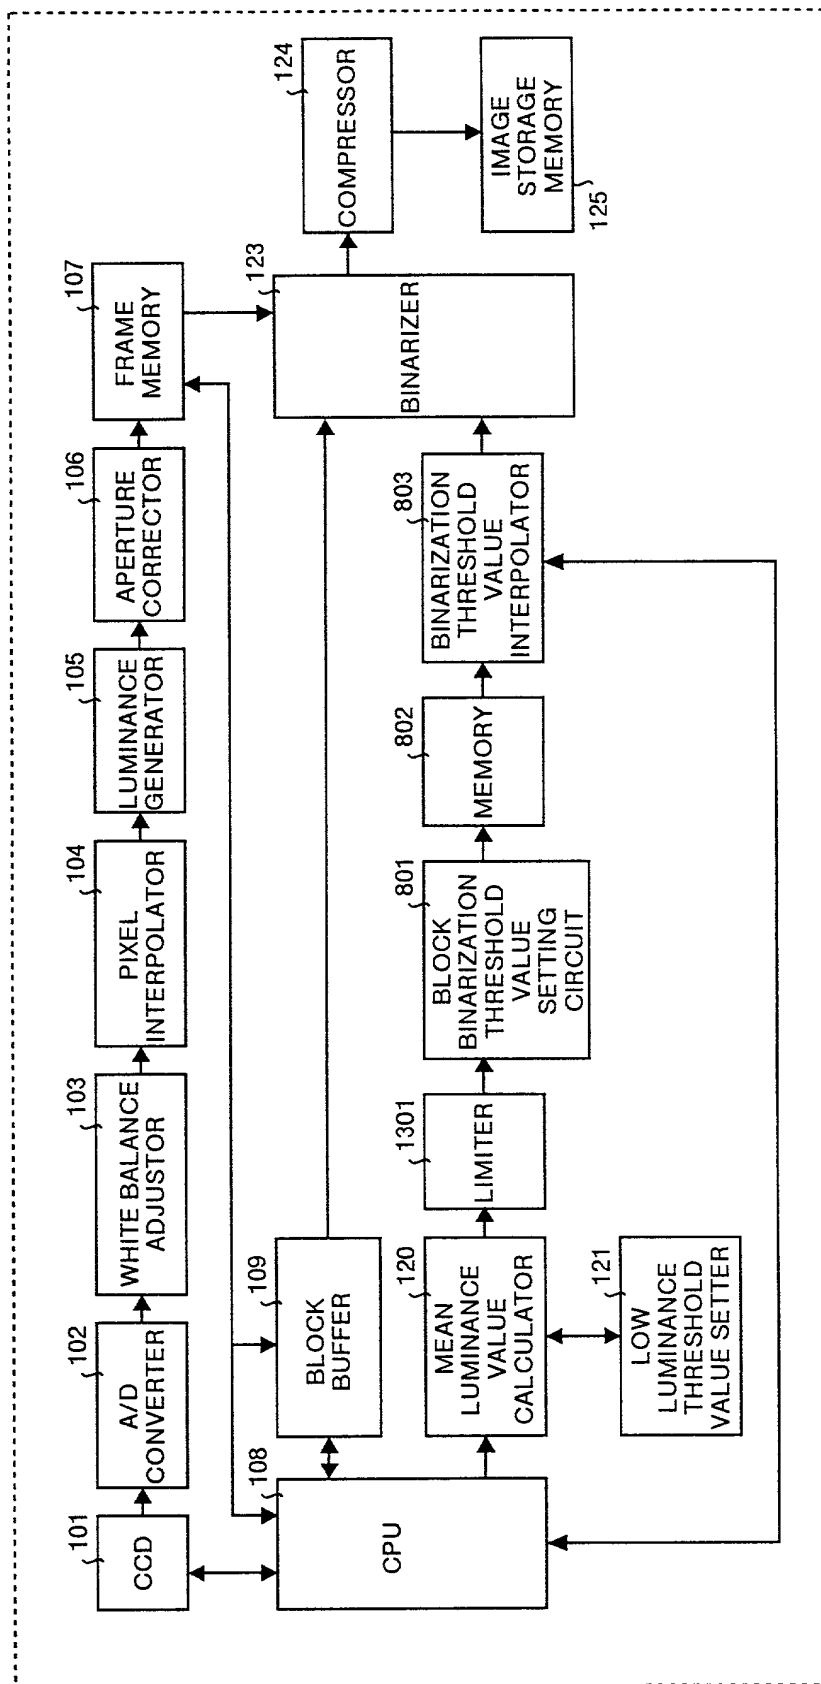 101
CCD
102
A/D
CONVERTER
103
WHITE BALANCE
ADJUSTOR
104
PIXEL
INTERPOLATOR
105
LUMINANCE
GENERATOR
106
APERTURE
CORRECTOR
107
FRAME
MEMORY
108
CPU
109
BLOCK
BUFFER
123
BINARIZER
124
COMPRESSOR
IMAGE
STORAGE
MEMORY
125
120
MEAN
LUMINANCE
VALUE
CALCULATOR
1301
LIMITER
801
BLOCK
BINARIZATION
THRESHOLD
VALUE
SETTING
CIRCUIT
802
MEMORY
803
BINARIZATION
THRESHOLD
VALUE
INTERPOLATOR
121
LOW
LUMINANCE
THRESHOLD
VALUE SETTER